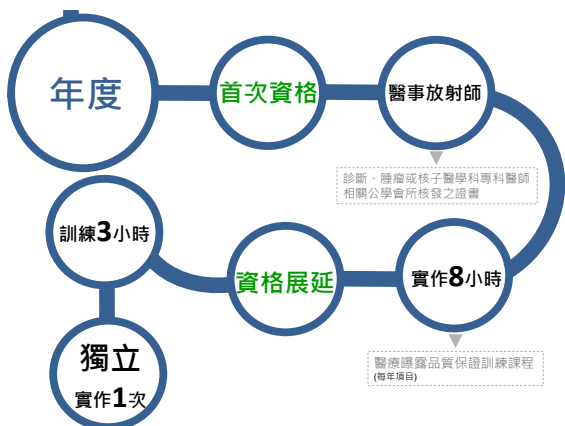 年度
首次資格
醫事放射師
診斷、腫瘤或核子醫學科專科醫師
相關公學會所核發之證書
實作8小時
醫療曝露品質保證訓練課程
(每年項目)
資格展延
訓練3小時
獨立
實作1次